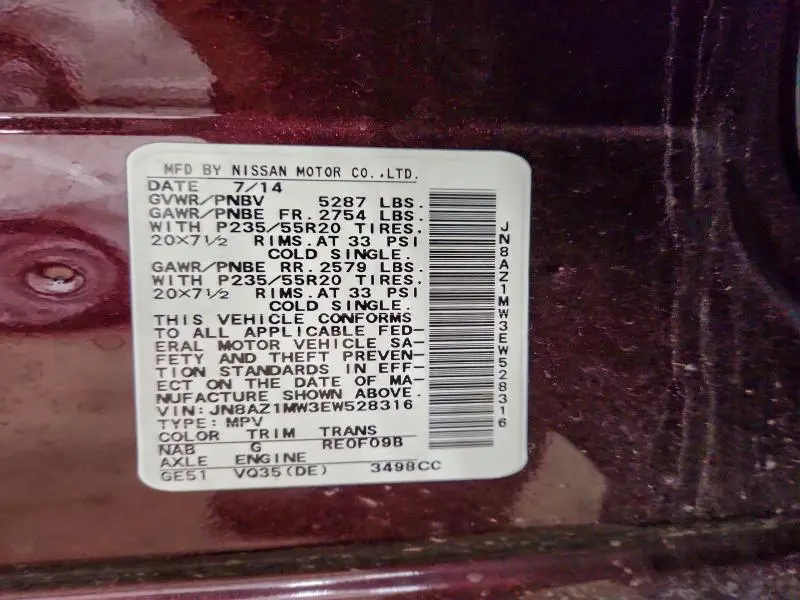 MFD BY NISSAN MOTOR CO.,LTD.
DATE 7/14
GVWR/PNBV 5287 LBS.
GAWR/PNBE FR. 2754 LBS.
WITH P235/55R20 TIRES.
20×7½ RIMS. AT 33 PSI
COLD SINGLE.
GAWR/PNBE RR. 2579 LBS.
WITH P235/55R20 TIRES.
20×7½ RIMS. AT 33 PSI
COLD SINGLE.
THIS VEHICLE CONFORMS
TO ALL APPLICABLE FED-
ERAL MOTOR VEHICLE SA-
FETY AND THEFT PREVEN-
TION STANDARDS IN EFF-
ECT ON THE DATE OF MA-
NUFACTURE SHOWN ABOVE.
VIN: JN8AZ1MW3EW528316
TYPE: MPV
COLOR TRIM TRANS
NAB G RE0F09B
AXLE ENGINE
GE51 VQ35(DE) 3498CC
JN8AZ1MW3EW528316